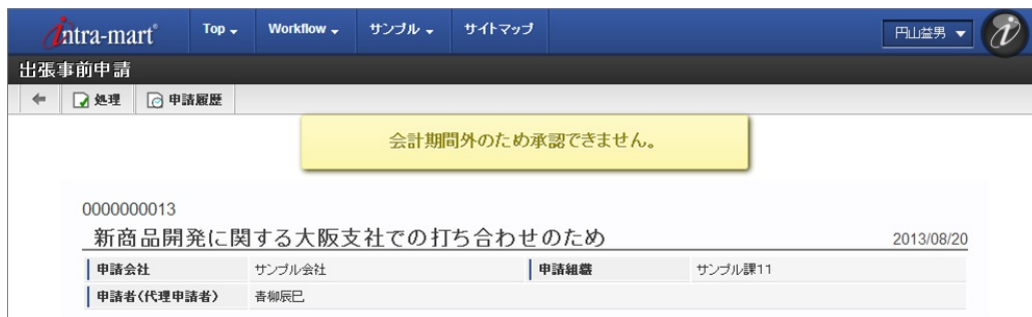 intra-mart® Top Workflow サンプル サイトマップ 円山益男
出張事前申請
処理 申請履歴
会計期間外のため承認できません。
0000000013
新商品開発に関する大阪支社での打ち合わせのため 2013/08/20
申請会社 サンプル会社 申請組織 サンプル課11
申請者(代理申請者) 青柳辰巳